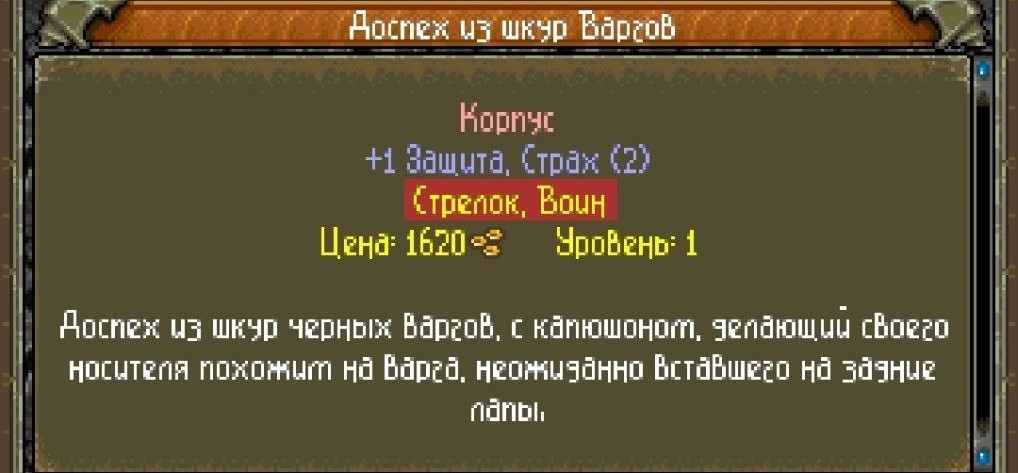 Доспех из шкур Варгов
Корпус
+1 Защита, Страх (2)
Стрелок, Воин
Цена: 1620 Уровень: 1
Доспех из шкур черных Варгов, с капюшоном, делающий своего
носителя похожим на Варга, неожиданно вставшего на задние
лапы.